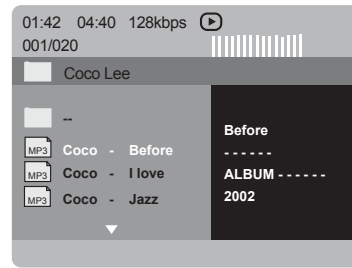 01:42 04:40 128kbps
001/020
Coco Lee
--
MP3 Coco - Before
MP3 Coco - I love
MP3 Coco - Jazz
Before
- - - - - -
ALBUM - - - - - -
2002